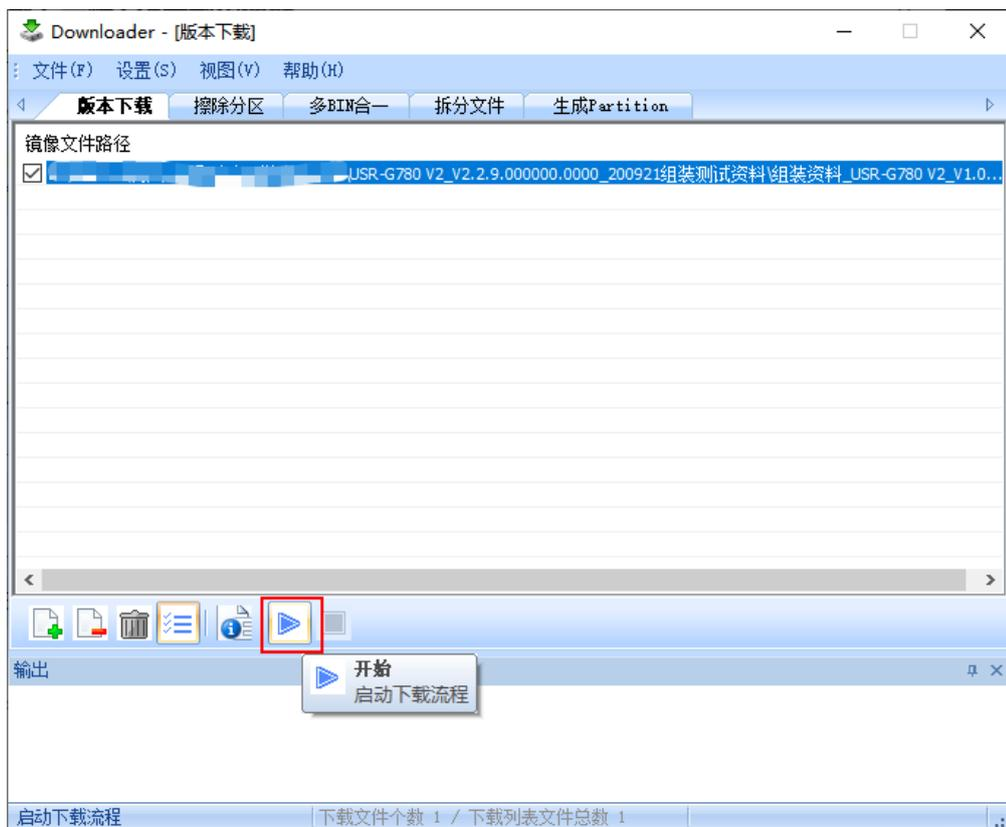 Downloader - [版本下载]
文件(F) 设置(S) 视图(V) 帮助(H)
版本下载 擦除分区 多BIN合一 拆分文件 生成Partition
镜像文件路径
USR-G780 V2_V2.2.9.000000.0000_200921组装测试资料\组装资料_USR-G780 V2_V1.0...
输出
开始
启动下载流程
启动下载流程 下载文件个数 1 / 下载列表文件总数 1